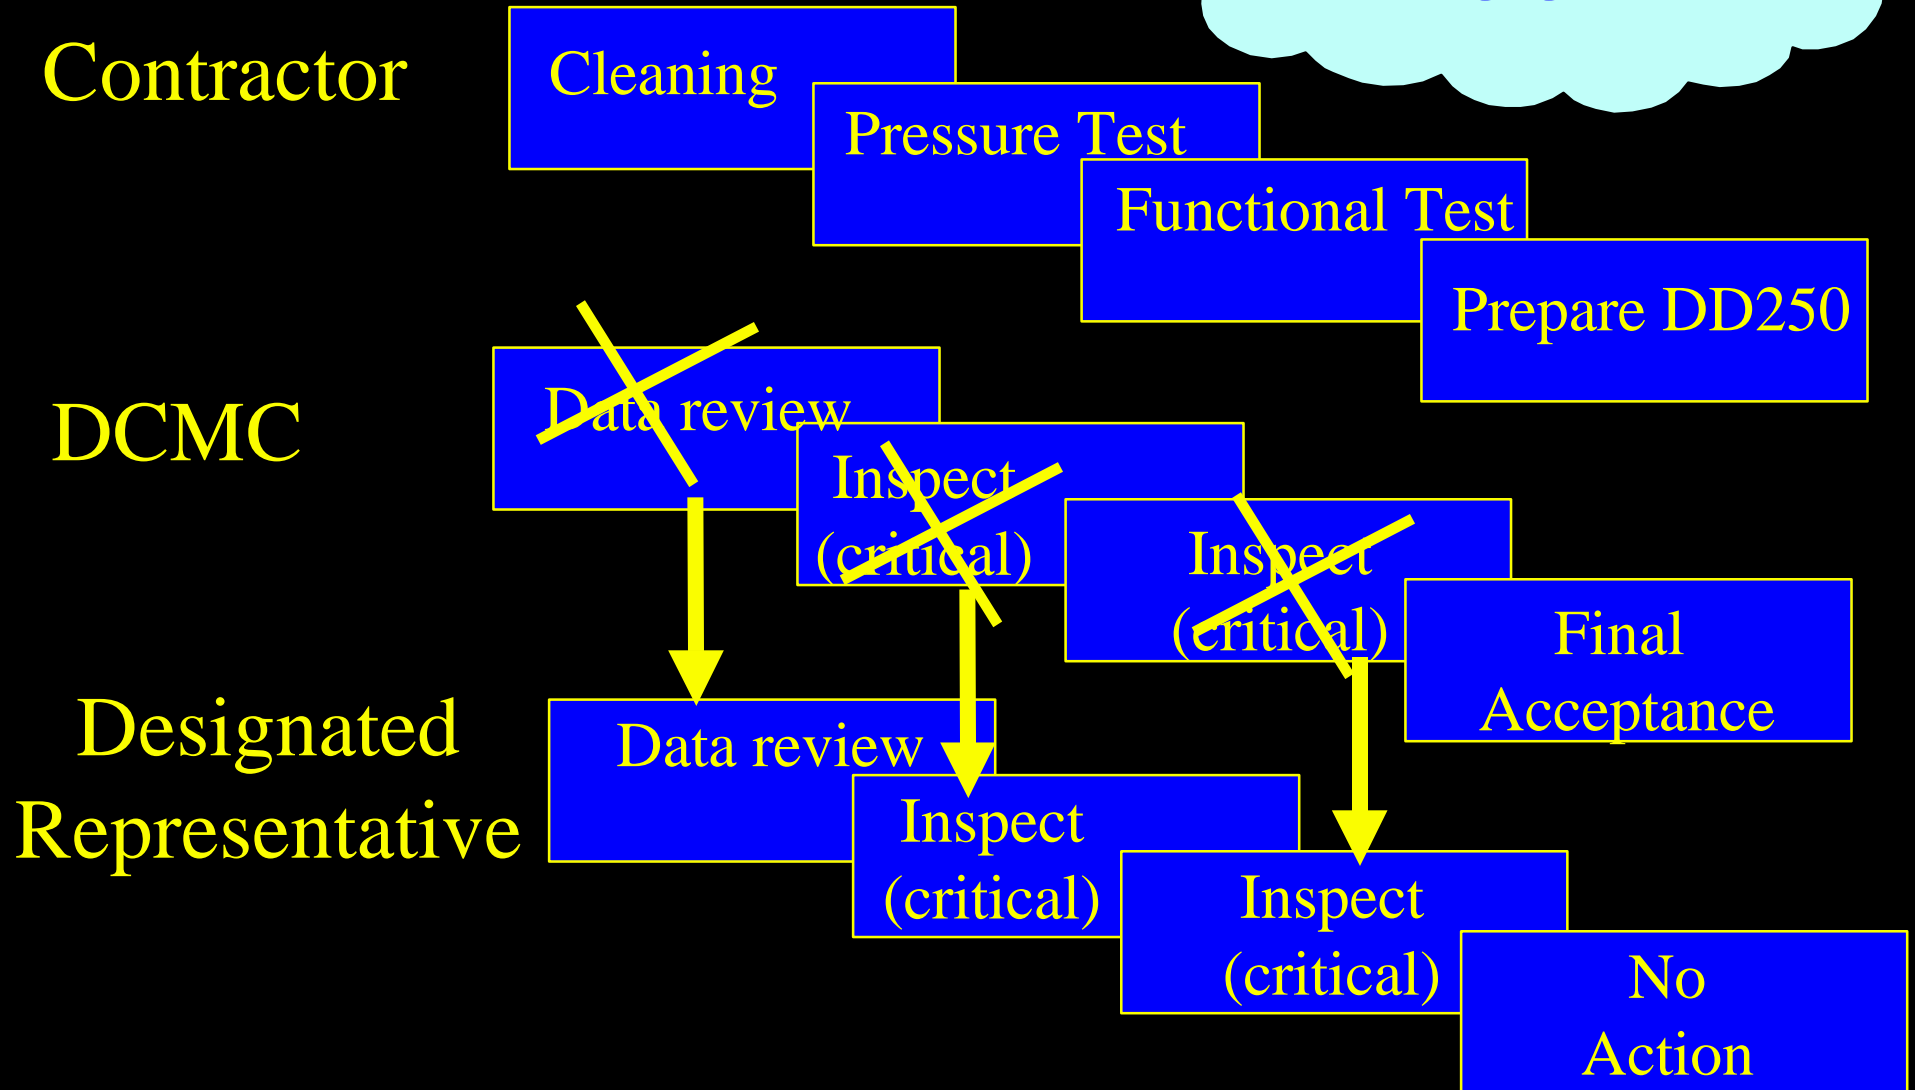 Contractor
Cleaning
Pressure Test
Functional Test
Prepare DD250
DCMC
Data review
Inspect
(critical)
Inspect
(critical)
Final
Acceptance
Designated
Representative
Data review
Inspect
(critical)
Inspect
(critical)
No
Action